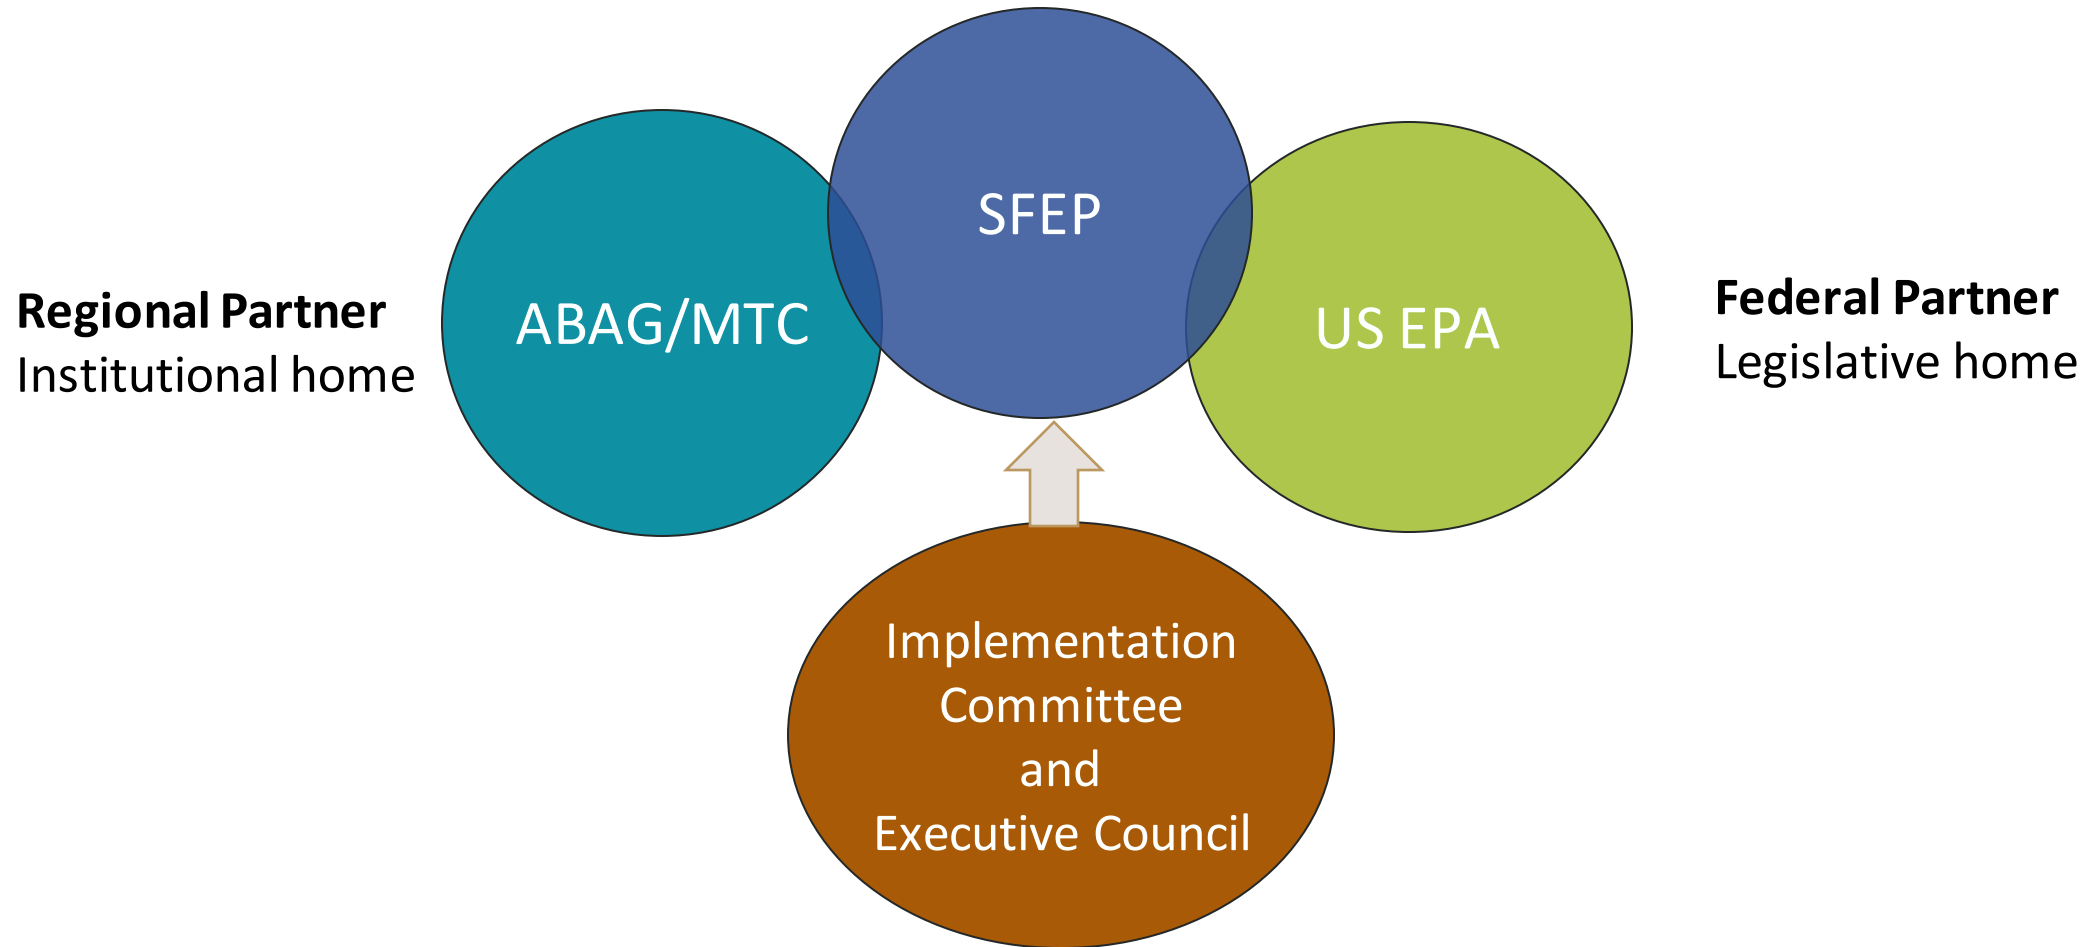 SFEP
Regional Partner
Institutional home
ABAG/MTC
US EPA
Federal Partner
Legislative home
Implementation
Committee
and
Executive Council